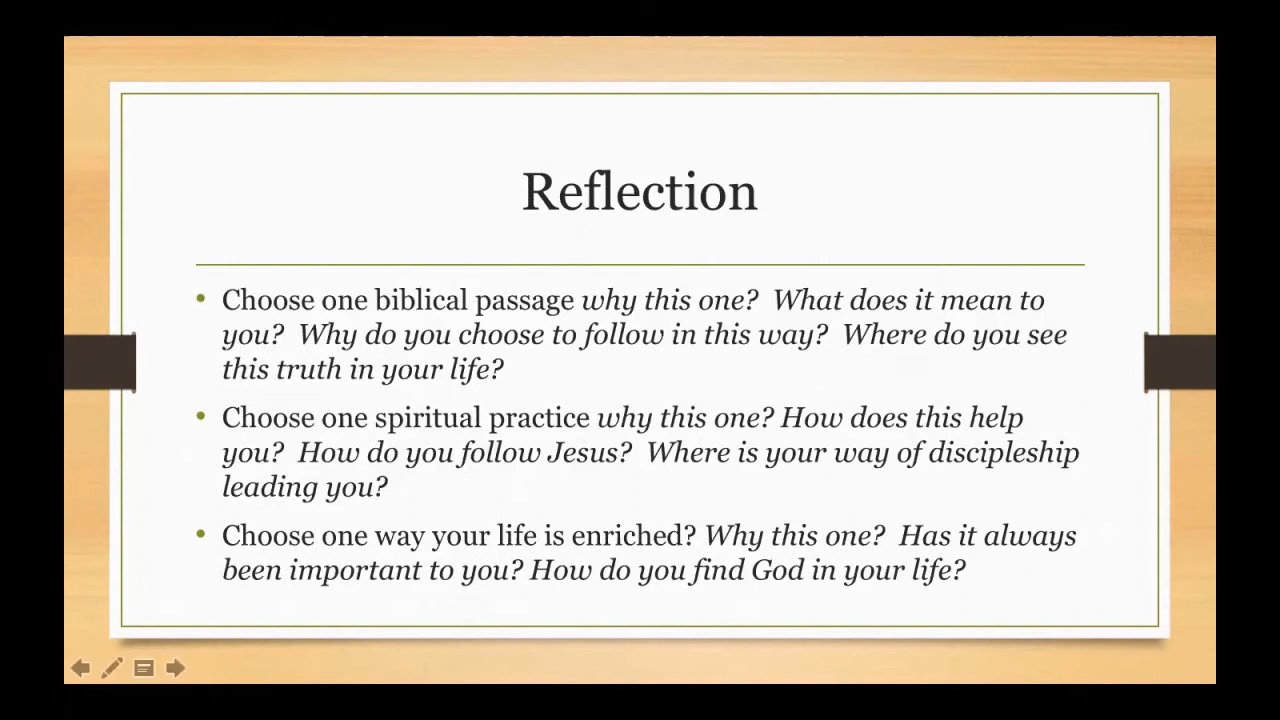 Reflection
• Choose one biblical passage why this one?  What does it mean to
you?  Why do you choose to follow in this way?  Where do you see
this truth in your life?
• Choose one spiritual practice why this one? How does this help
you?  How do you follow Jesus?  Where is your way of discipleship
leading you?
• Choose one way your life is enriched? Why this one?  Has it always
been important to you? How do you find God in your life?